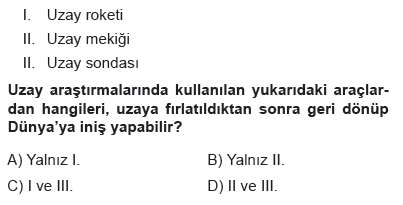 I. Uzay roketi
II. Uzay mekiği
II. Uzay sondası
Uzay araştırmalarında kullanılan yukarıdaki araçlar-
dan hangileri, uzaya fırlatıldıktan sonra geri dönüp
Dünya'ya iniş yapabilir?
A) Yalnız I. B) Yalnız II.
C) I ve III. D) II ve III.